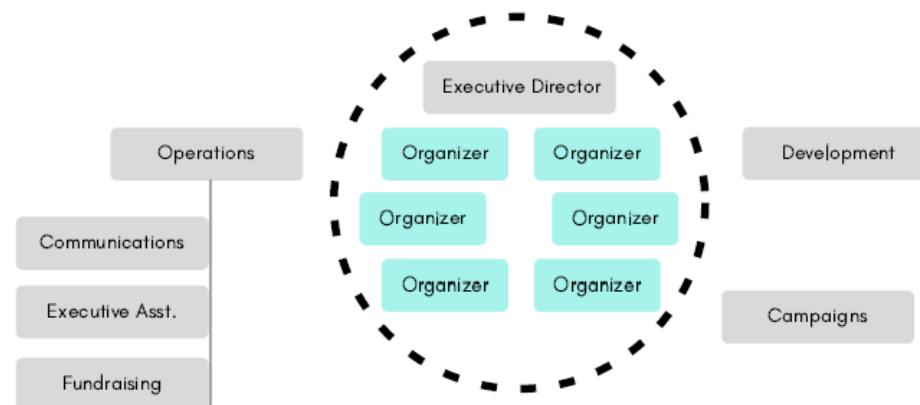 Executive Director
Operations
Organizer
Organizer
Development
Organizer
Organizer
Communications
Organizer
Organizer
Executive Asst.
Campaigns
Fundraising